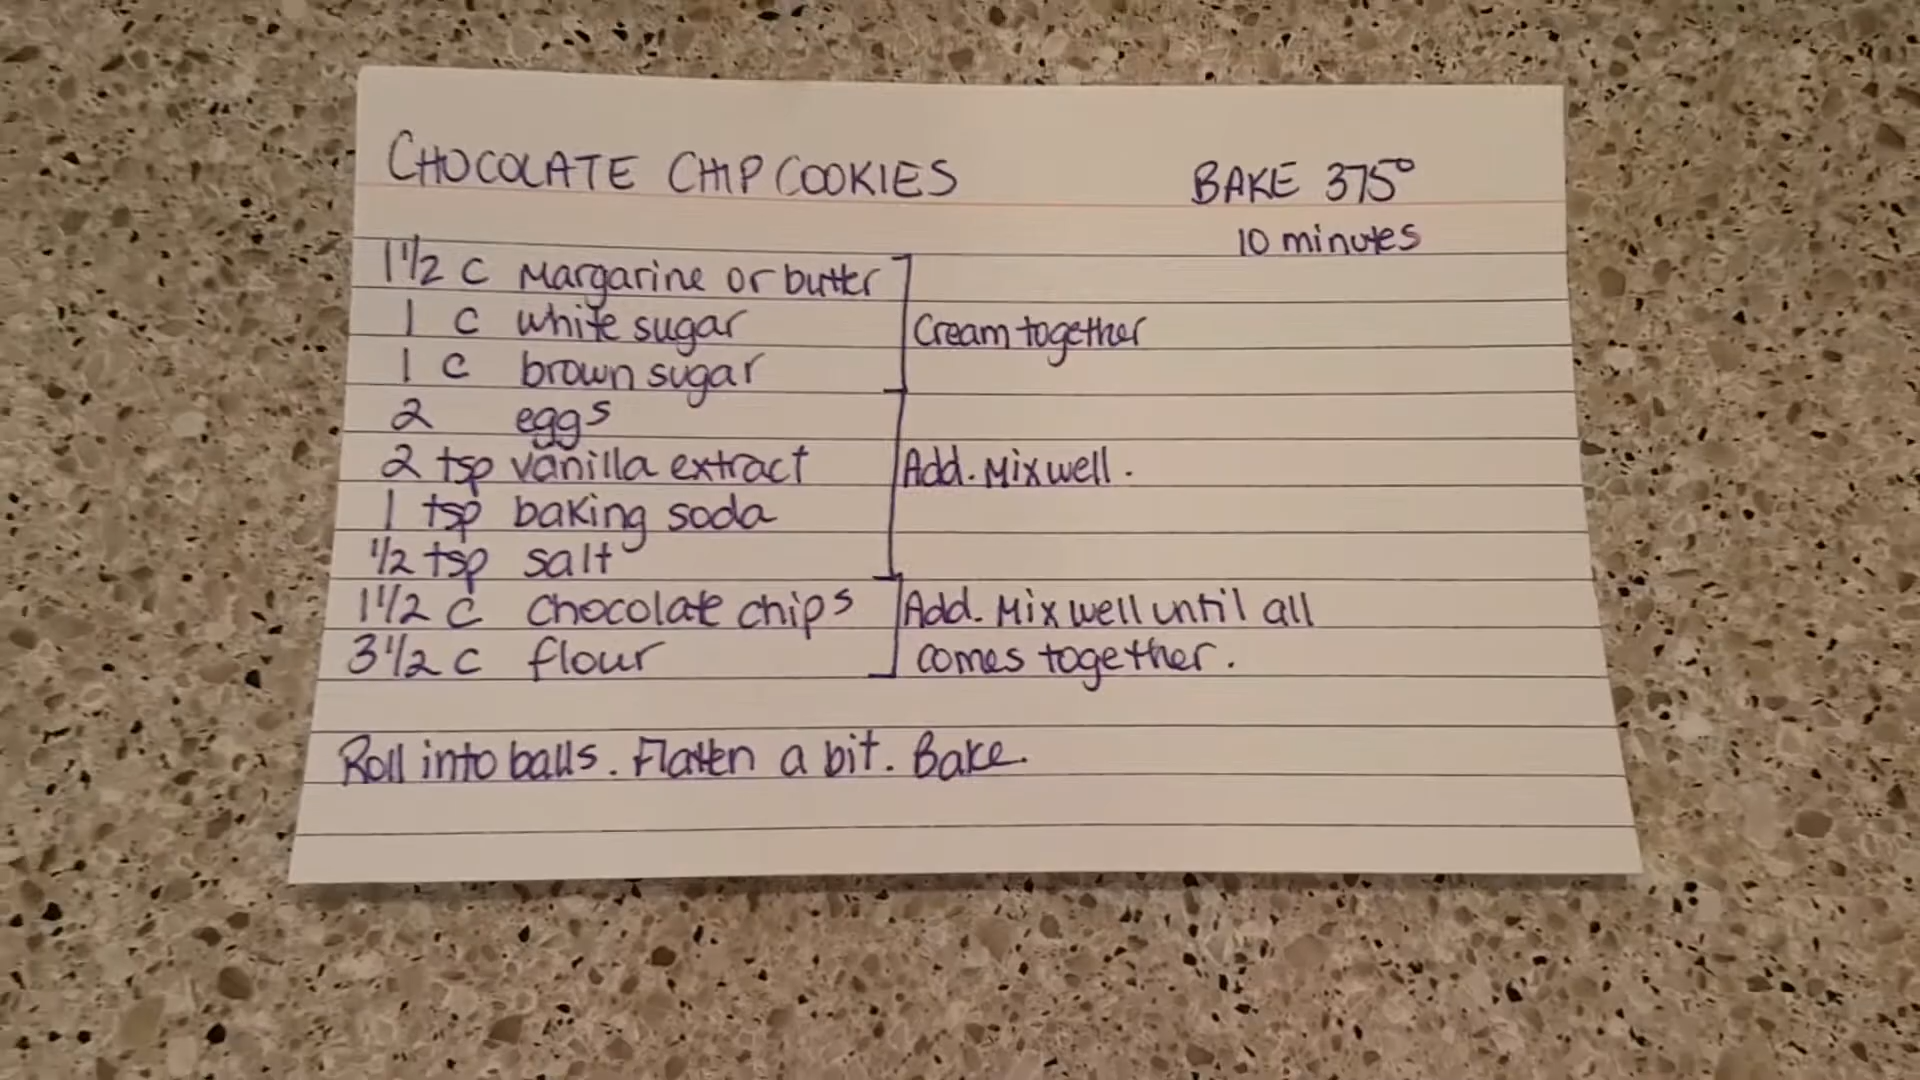 CHOCOLATE CHIP COOKIES BAKE 375°
10 minutes
1 1/2 C Margarine or butter
1 C white sugar Cream together
1 C brown sugar
2 eggs
2 tsp vanilla extract Add. Mix well.
1 tsp baking soda
1/2 tsp salt
1 1/2 C chocolate chips Add. Mix well until all
3 1/2 C flour comes together.
Roll into balls. Flatten a bit. Bake.